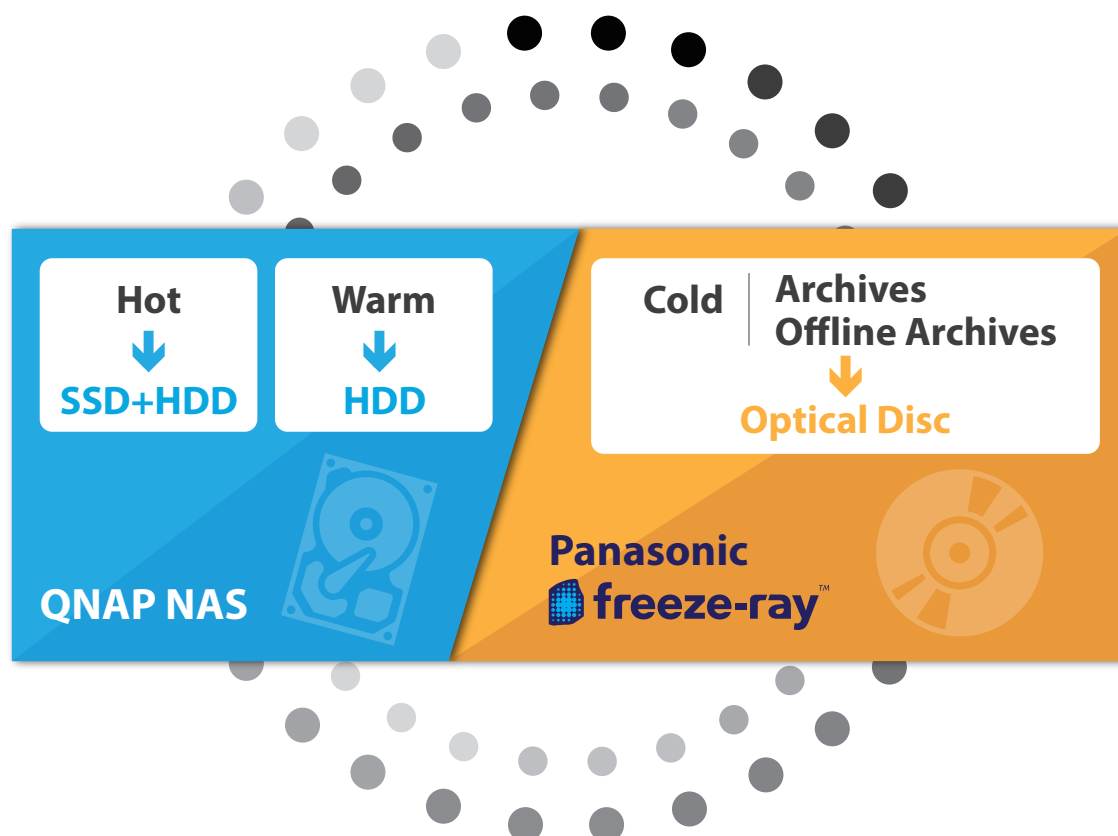 Hot
SSD+HDD
Warm
HDD
Cold
Archives
Offline Archives
Optical Disc
QNAP NAS
Panasonic
freeze-ray™